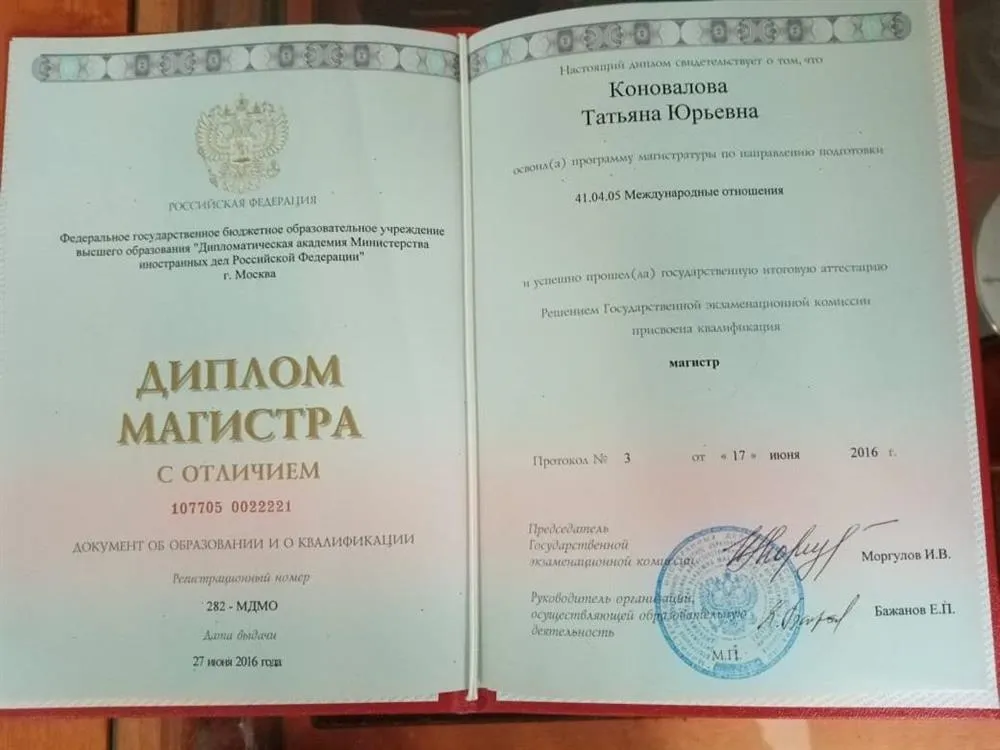 РОССИЙСКАЯ ФЕДЕРАЦИЯ
Федеральное государственное бюджетное образовательное учреждение
высшего образования "Дипломатическая академия Министерства
иностранных дел Российской Федерации"
г. Москва
ДИПЛОМ
МАГИСТРА
С ОТЛИЧИЕМ
107705 0022221
ДОКУМЕНТ ОБ ОБРАЗОВАНИИ И О КВАЛИФИКАЦИИ
Регистрационный номер
282 - МДМО
Дата выдачи
27 июня 2016 года
Настоящий диплом свидетельствует о том, что
Коновалова
Татьяна Юрьевна
освоил(а) программу магистратуры по направлению подготовки
41.04.05 Международные отношения
и успешно прошел(ла) государственную итоговую аттестацию
Решением Государственной экзаменационной комиссии
присвоена квалификация
магистр
Протокол № 3 от « 17 » июня 2016 г.
Председатель
Государственной
экзаменационной комиссии
Моргулов И.В.
Руководитель организации,
осуществляющей образовательную
деятельность
Бажанов Е.П.
М.П.